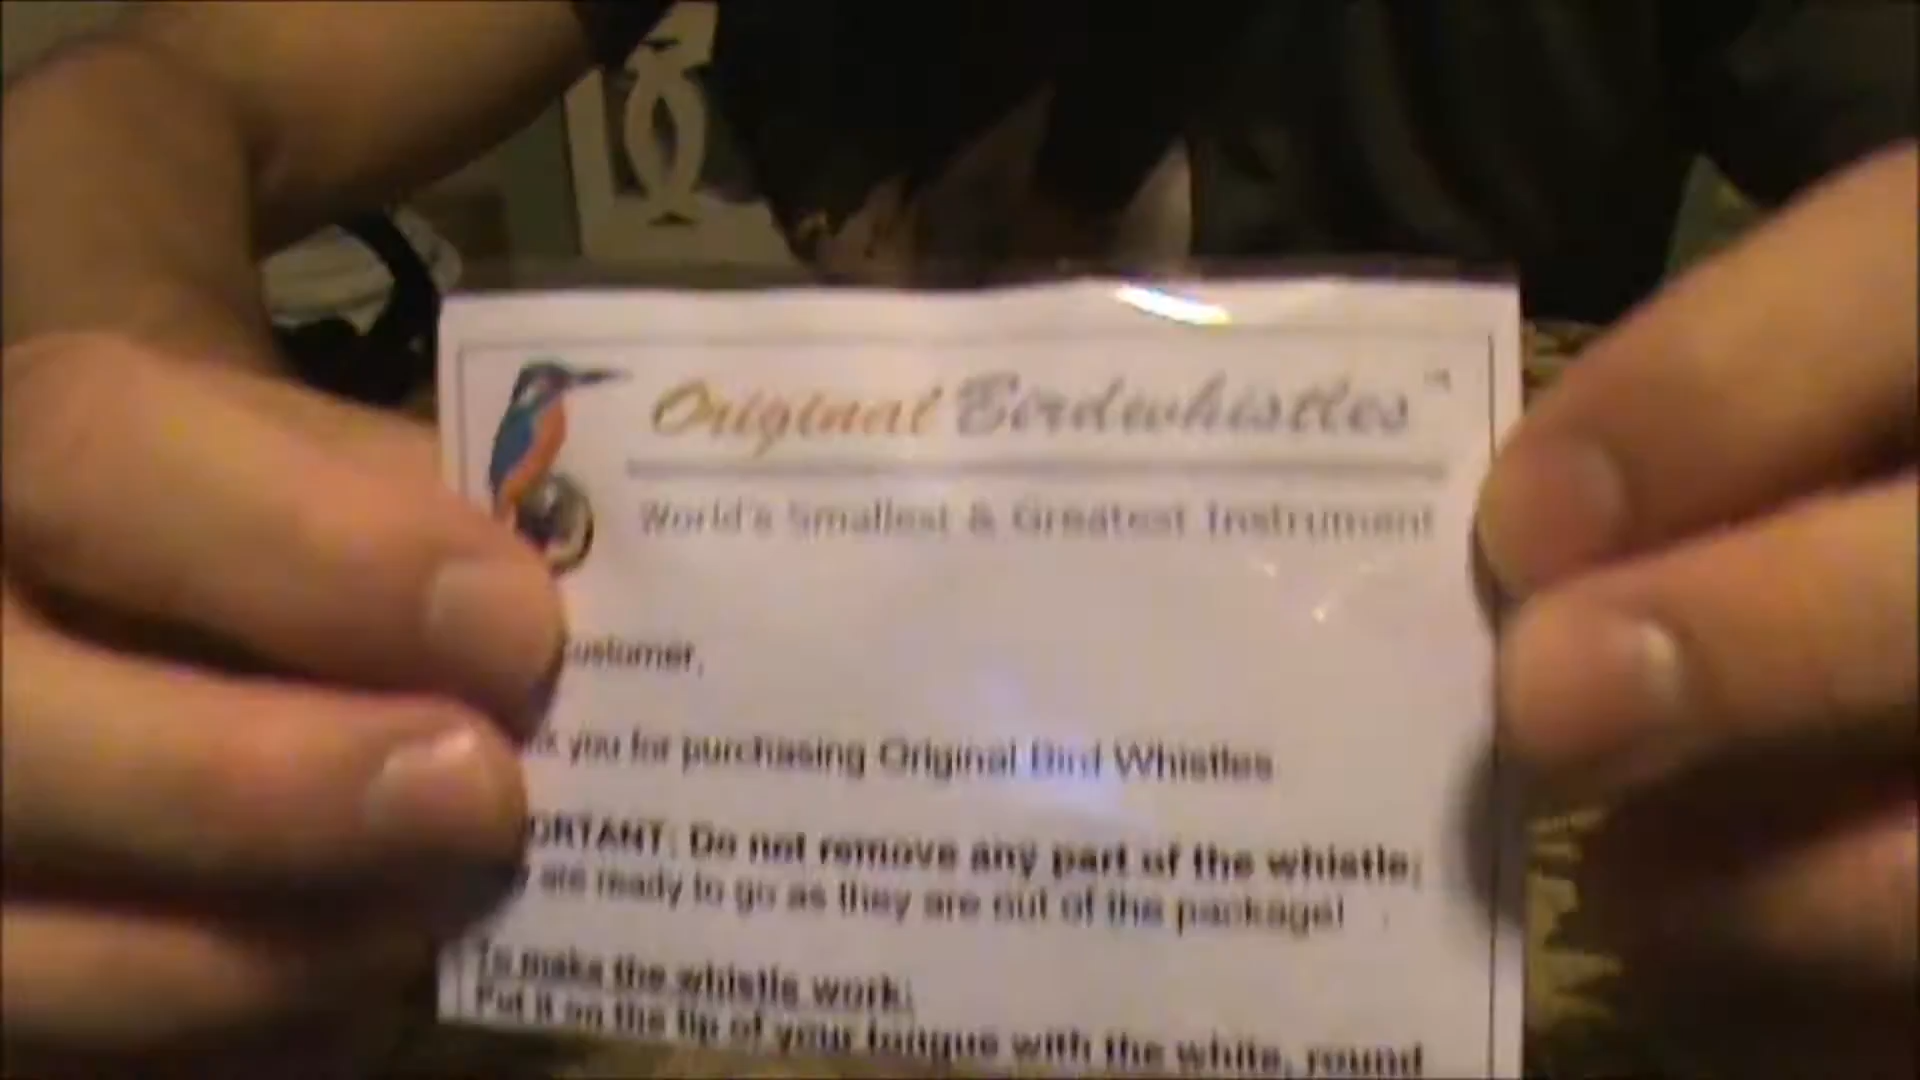 Original Birdwhistles™
World's Smallest & Greatest Instrument
customer,
you for purchasing Original Bird Whistles
ORTANT: Do not remove any part of the whistle;
are ready to go as they are out of the package!
To make the whistle work:
Put it on the tip of your tongue with the white, round